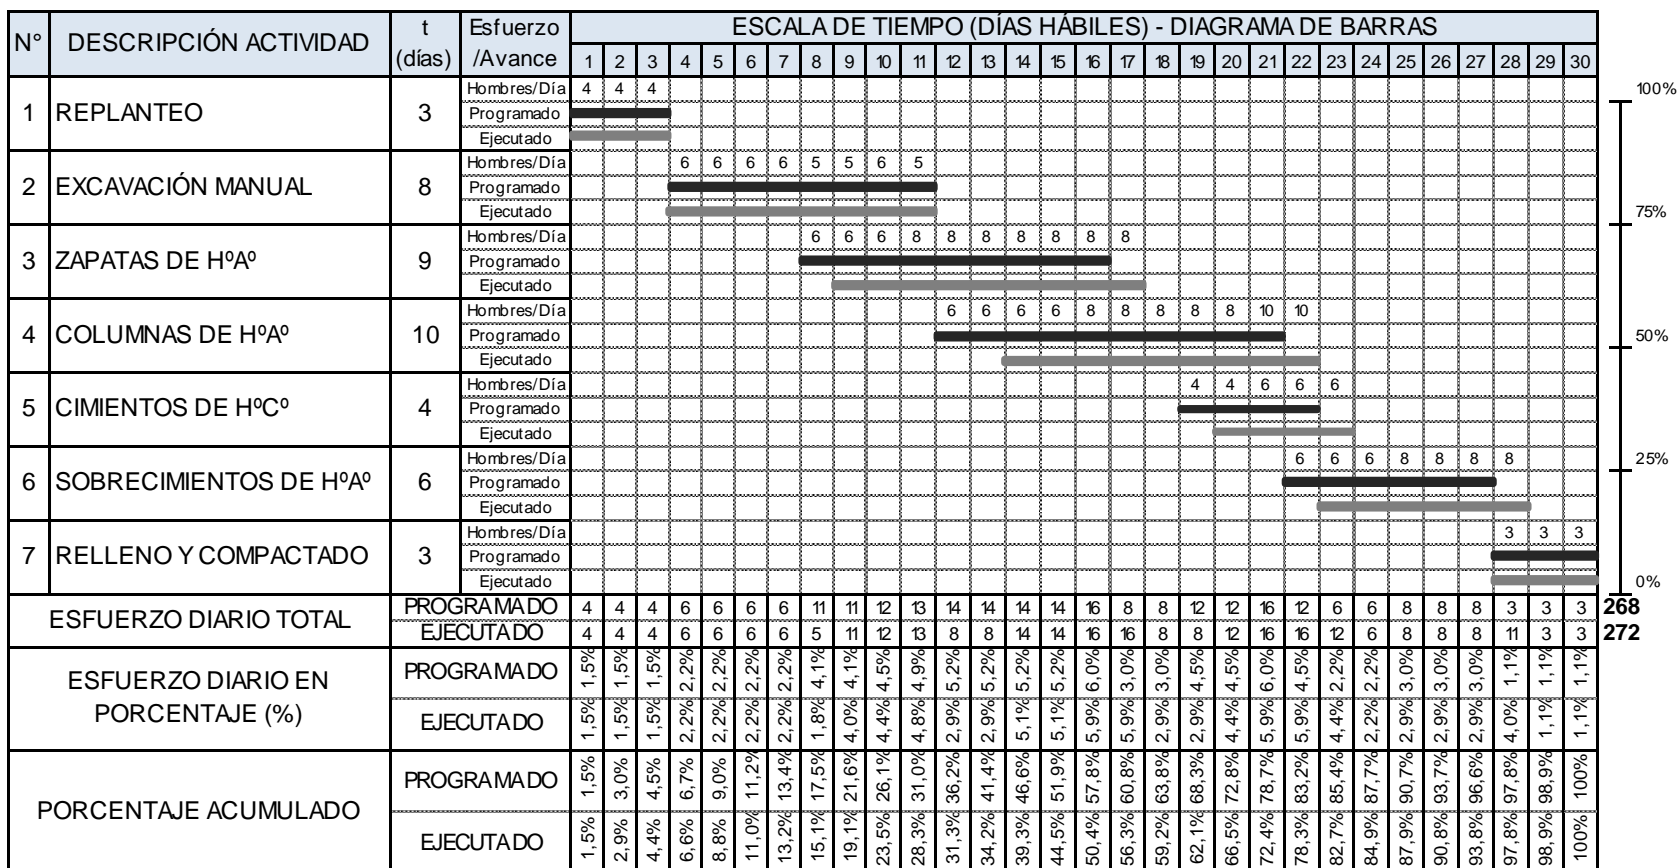 N° DESCRIPCIÓN ACTIVIDAD t (días) Esfuerzo /Avance ESCALA DE TIEMPO (DÍAS HÁBILES) - DIAGRAMA DE BARRAS
1 2 3 4 5 6 7 8 9 10 11 12 13 14 15 16 17 18 19 20 21 22 23 24 25 26 27 28 29 30
1 REPLANTEO 3
Hombres/Día 4 4 4
Programado
Ejecutado
2 EXCAVACIÓN MANUAL 8
Hombres/Día 6 6 6 6 5 5 6 5
Programado
Ejecutado
3 ZAPATAS DE HºAº 9
Hombres/Día 6 6 6 8 8 8 8 8 8 8
Programado
Ejecutado
4 COLUMNAS DE HºAº 10
Hombres/Día 6 6 6 6 8 8 8 8 8 10 10
Programado
Ejecutado
5 CIMIENTOS DE HºCº 4
Hombres/Día 4 4 6 6 6
Programado
Ejecutado
6 SOBRECIMIENTOS DE HºAº 6
Hombres/Día 6 6 6 8 8 8 8
Programado
Ejecutado
7 RELLENO Y COMPACTADO 3
Hombres/Día 3 3 3
Programado
Ejecutado
100%
75%
50%
25%
0%
ESFUERZO DIARIO TOTAL
PROGRAMADO 4 4 4 6 6 6 6 11 11 12 13 14 14 14 14 16 8 8 12 12 16 12 6 6 8 8 8 3 3 3 268
EJECUTADO 4 4 4 6 6 6 6 5 11 12 13 8 8 14 14 16 16 8 8 12 16 16 12 6 8 8 8 11 3 3 272
ESFUERZO DIARIO EN PORCENTAJE (%)
PROGRAMADO 1,5% 1,5% 1,5% 2,2% 2,2% 2,2% 2,2% 4,1% 4,1% 4,5% 4,9% 5,2% 5,2% 5,2% 5,2% 6,0% 3,0% 3,0% 4,5% 4,5% 6,0% 4,5% 2,2% 2,2% 3,0% 3,0% 3,0% 1,1% 1,1% 1,1%
EJECUTADO 1,5% 1,5% 1,5% 2,2% 2,2% 2,2% 2,2% 1,8% 4,0% 4,4% 4,8% 2,9% 2,9% 5,1% 5,1% 5,9% 5,9% 2,9% 2,9% 4,4% 5,9% 5,9% 4,4% 2,2% 2,9% 2,9% 2,9% 4,0% 1,1% 1,1%
PORCENTAJE ACUMULADO
PROGRAMADO 1,5% 3,0% 4,5% 6,7% 9,0% 11,2% 13,4% 17,5% 21,6% 26,1% 31,0% 36,2% 41,4% 46,6% 51,9% 57,8% 60,8% 63,8% 68,3% 72,8% 78,7% 83,2% 85,4% 87,7% 90,7% 93,7% 96,6% 97,8% 98,9% 100%
EJECUTADO 1,5% 2,9% 4,4% 6,6% 8,8% 11,0% 13,2% 15,1% 19,1% 23,5% 28,3% 31,3% 34,2% 39,3% 44,5% 50,4% 56,3% 59,2% 62,1% 66,5% 72,4% 78,3% 82,7% 84,9% 87,9% 90,8% 93,8% 97,8% 98,9% 100%